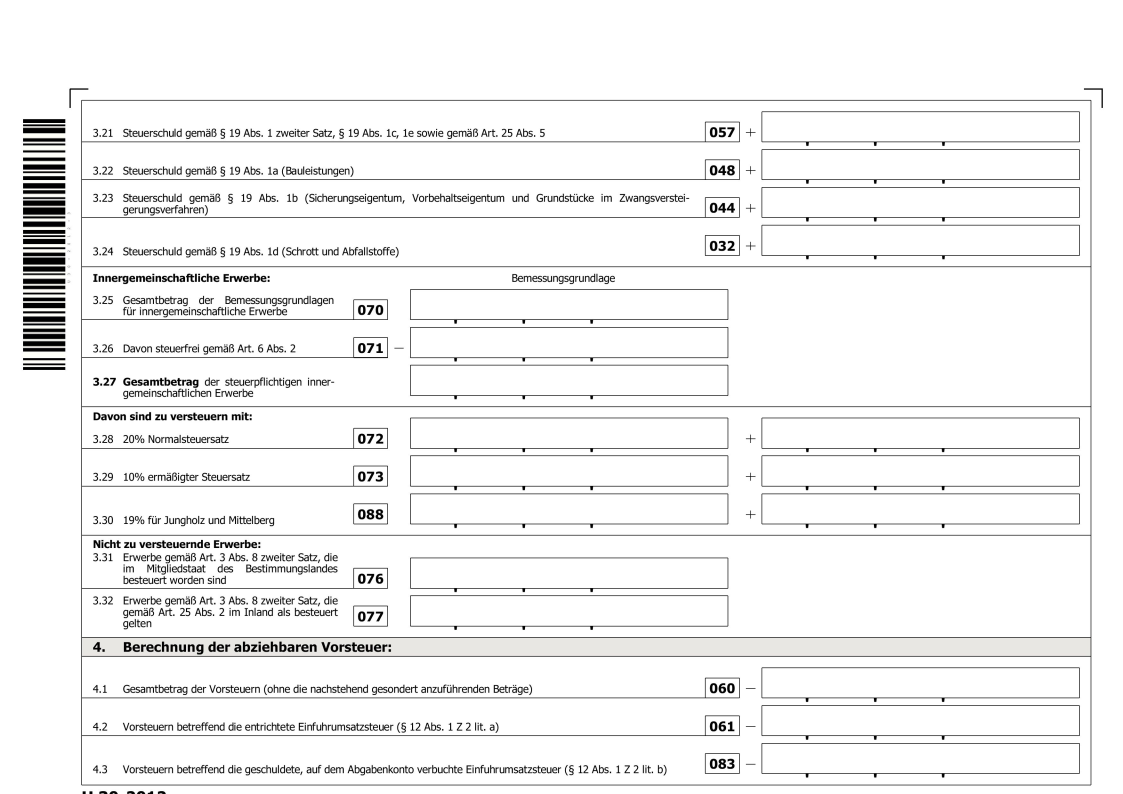 3.21 Steuerschuld gemäß § 19 Abs. 1 zweiter Satz, § 19 Abs. 1c, 1e sowie gemäß Art. 25 Abs. 5 057 +
3.22 Steuerschuld gemäß § 19 Abs. 1a (Bauleistungen) 048 +
3.23 Steuerschuld gemäß § 19 Abs. 1b (Sicherungseigentum, Vorbehaltseigentum und Grundstücke im Zwangsverstei-
gerungsverfahren) 044 +
3.24 Steuerschuld gemäß § 19 Abs. 1d (Schrott und Abfallstoffe) 032 +
Innergemeinschaftliche Erwerbe: Bemessungsgrundlage
3.25 Gesamtbetrag der Bemessungsgrundlagen
für innergemeinschaftliche Erwerbe 070
3.26 Davon steuerfrei gemäß Art. 6 Abs. 2 071 −
3.27 Gesamtbetrag der steuerpflichtigen inner-
gemeinschaftlichen Erwerbe
Davon sind zu versteuern mit:
3.28 20% Normalsteuersatz 072 +
3.29 10% ermäßigter Steuersatz 073 +
3.30 19% für Jungholz und Mittelberg 088 +
Nicht zu versteuernde Erwerbe:
3.31 Erwerbe gemäß Art. 3 Abs. 8 zweiter Satz, die
im Mitgliedstaat des Bestimmungslandes
besteuert worden sind 076
3.32 Erwerbe gemäß Art. 3 Abs. 8 zweiter Satz, die
gemäß Art. 25 Abs. 2 im Inland als besteuert
gelten 077
4. Berechnung der abziehbaren Vorsteuer:
4.1 Gesamtbetrag der Vorsteuern (ohne die nachstehend gesondert anzuführenden Beträge) 060 −
4.2 Vorsteuern betreffend die entrichtete Einfuhrumsatzsteuer (§ 12 Abs. 1 Z 2 lit. a) 061 −
4.3 Vorsteuern betreffend die geschuldete, auf dem Abgabenkonto verbuchte Einfuhrumsatzsteuer (§ 12 Abs. 1 Z 2 lit. b) 083 −